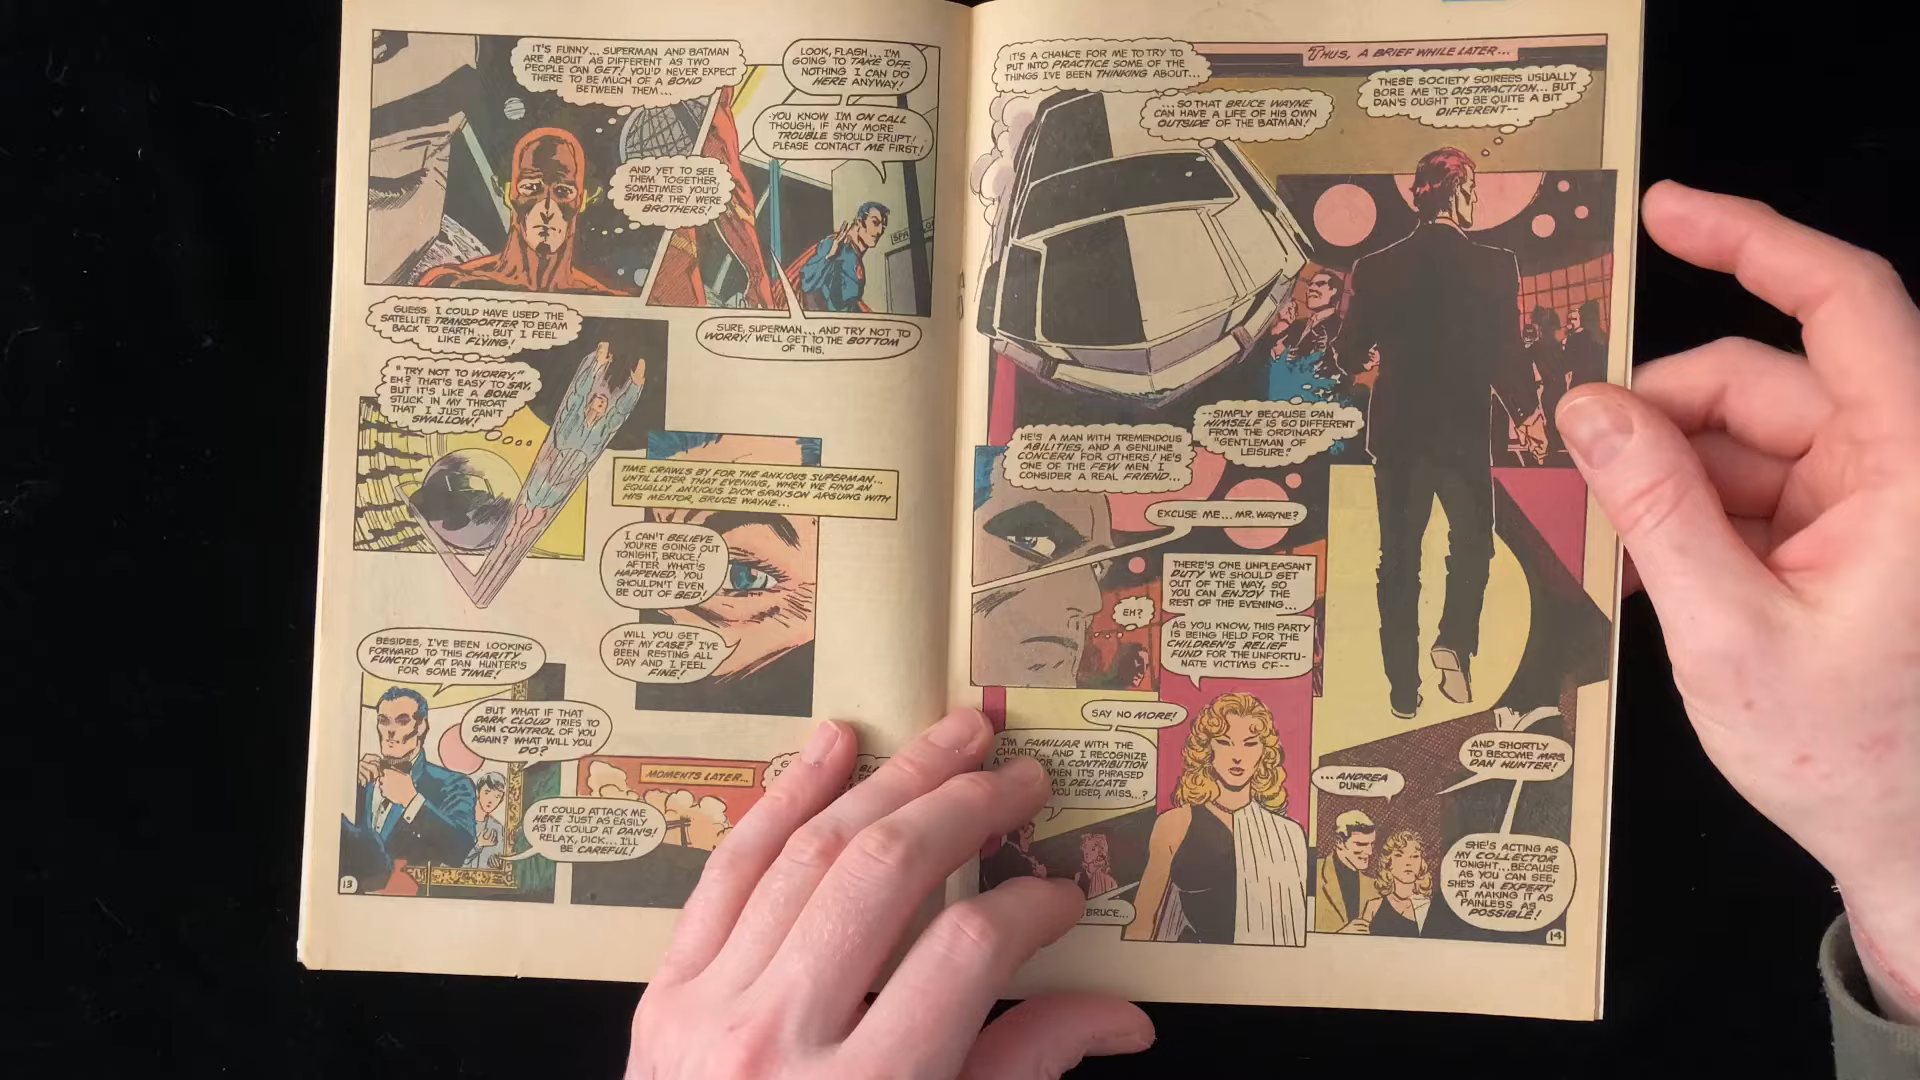 IT'S FUNNY... SUPERMAN AND BATMAN
ARE ABOUT AS DIFFERENT AS TWO
PEOPLE CAN GET! YOU'D NEVER EXPECT
THERE TO BE MUCH OF A BOND
BETWEEN THEM...
AND YET TO SEE
THEM TOGETHER,
SOMETIMES YOU'D
SWEAR THEY WERE
BROTHERS!
LOOK, FLASH... I'M
GOING TO TAKE OFF.
NOTHING I CAN DO
HERE ANYWAY!
YOU KNOW I'M ON CALL
THOUGH, IF ANY MORE
TROUBLE SHOULD ERUPT!
PLEASE CONTACT ME FIRST!
SURE, SUPERMAN... AND TRY NOT TO
WORRY! WE'LL GET TO THE BOTTOM
OF THIS.
GUESS I COULD HAVE USED THE
SATELLITE TRANSPORTER TO BEAM
BACK TO EARTH... BUT I FEEL
LIKE FLYING!
"TRY NOT TO WORRY,"
EH? THAT'S EASY TO SAY,
BUT IT'S LIKE A BONE
STUCK IN MY THROAT
THAT I JUST CAN'T
SWALLOW!
TIME CRAWLS BY FOR THE ANXIOUS SUPERMAN...
UNTIL LATER THAT EVENING, WHEN WE FIND AN
EQUALLY ANXIOUS DICK GRAYSON ARGUING WITH
HIS MENTOR, BRUCE WAYNE...
I CAN'T BELIEVE
YOU'RE GOING OUT
TONIGHT, BRUCE!
AFTER WHAT'S
HAPPENED, YOU
SHOULDN'T EVEN
BE OUT OF BED!
WILL YOU GET
OFF MY CASE? I'VE
BEEN RESTING ALL
DAY AND I FEEL
FINE!
BESIDES, I'VE BEEN LOOKING
FORWARD TO THIS CHARITY
FUNCTION AT DAN HUNTER'S
FOR SOME TIME!
BUT WHAT IF THAT
DARK CLOUD TRIES TO
GAIN CONTROL OF YOU
AGAIN? WHAT WILL YOU
DO?
IT COULD ATTACK ME
HERE JUST AS EASILY
AS IT COULD AT DAN'S!
RELAX, DICK... I'LL
BE CAREFUL!
MOMENTS LATER...
13
IT'S A CHANCE FOR ME TO TRY TO
PUT INTO PRACTICE SOME OF THE
THINGS I'VE BEEN THINKING ABOUT...
...SO THAT BRUCE WAYNE
CAN HAVE A LIFE OF HIS OWN
OUTSIDE OF THE BATMAN!
THUS, A BRIEF WHILE LATER...
THESE SOCIETY SOIREES USUALLY
BORE ME TO DISTRACTION... BUT
DAN'S OUGHT TO BE QUITE A BIT
DIFFERENT--
--SIMPLY BECAUSE DAN
HIMSELF IS SO DIFFERENT
FROM THE ORDINARY
"GENTLEMAN OF
LEISURE."
HE'S A MAN WITH TREMENDOUS
ABILITIES, AND A GENUINE
CONCERN FOR OTHERS! HE'S
ONE OF THE FEW MEN I
CONSIDER A REAL FRIEND...
EXCUSE ME... MR. WAYNE?
EH?
THERE'S ONE UNPLEASANT
DUTY WE SHOULD GET
OUT OF THE WAY, SO
YOU CAN ENJOY THE
REST OF THE EVENING...
AS YOU KNOW, THIS PARTY
IS BEING HELD FOR THE
CHILDREN'S RELIEF
FUND FOR THE UNFORTU-
NATE VICTIMS OF--
SAY NO MORE!
I'M FAMILIAR WITH THE
CHARITY... AND I RECOGNIZE
A CONTRIBUTION
WHEN IT'S PHRASED
AS DELICATE
YOU USED, MISS...?
BRUCE...
...ANDREA
DUNE!
AND SHORTLY
TO BECOME MRS.
DAN HUNTER!
SHE'S ACTING AS
MY COLLECTOR
TONIGHT... BECAUSE
AS YOU CAN SEE,
SHE'S AN EXPERT
AT MAKING IT AS
PAINLESS AS
POSSIBLE!
14